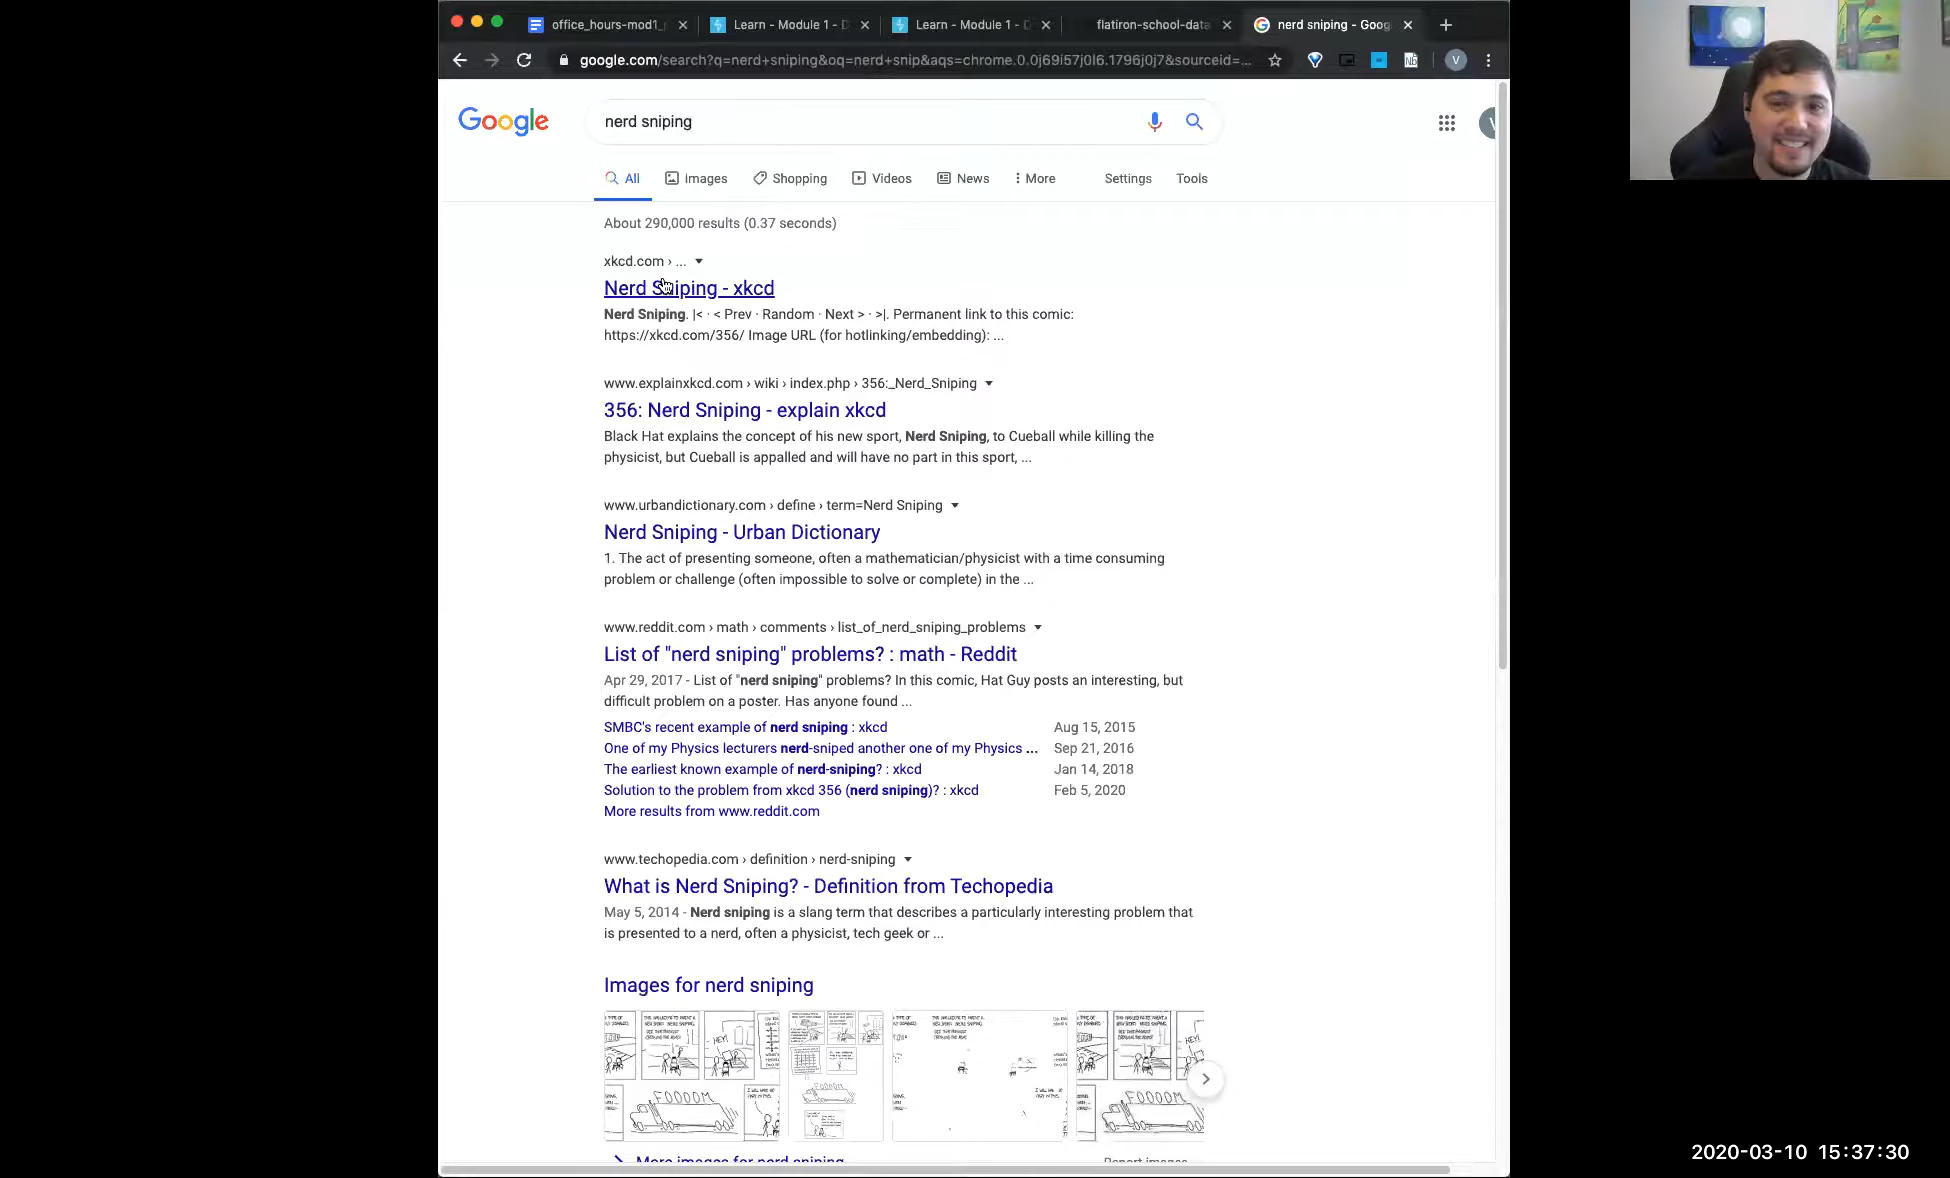 office_hours-mod1_
Learn - Module 1 -
Learn - Module 1 -
flatiron-school-data
nerd sniping - Goog
google.com/search?q=nerd+sniping&oq=nerd+snip&aqs=chrome.0.0j69i57j0l6.1796j0j7&sourceid=...
V
Google
nerd sniping
All
Images
Shopping
Videos
News
More
Settings
Tools
About 290,000 results (0.37 seconds)
xkcd.com › ...
Nerd Sniping - xkcd
Nerd Sniping. |< · < Prev · Random · Next > · >|. Permanent link to this comic:
https://xkcd.com/356/ Image URL (for hotlinking/embedding): ...
www.explainxkcd.com › wiki › index.php › 356:_Nerd_Sniping
356: Nerd Sniping - explain xkcd
Black Hat explains the concept of his new sport, Nerd Sniping, to Cueball while killing the
physicist, but Cueball is appalled and will have no part in this sport, ...
www.urbandictionary.com › define › term=Nerd Sniping
Nerd Sniping - Urban Dictionary
1. The act of presenting someone, often a mathematician/physicist with a time consuming
problem or challenge (often impossible to solve or complete) in the ...
www.reddit.com › math › comments › list_of_nerd_sniping_problems
List of "nerd sniping" problems? : math - Reddit
Apr 29, 2017 - List of "nerd sniping" problems? In this comic, Hat Guy posts an interesting, but
difficult problem on a poster. Has anyone found ...
SMBC's recent example of nerd sniping : xkcd Aug 15, 2015
One of my Physics lecturers nerd-sniped another one of my Physics ... Sep 21, 2016
The earliest known example of nerd-sniping? : xkcd Jan 14, 2018
Solution to the problem from xkcd 356 (nerd sniping)? : xkcd Feb 5, 2020
More results from www.reddit.com
www.techopedia.com › definition › nerd-sniping
What is Nerd Sniping? - Definition from Techopedia
May 5, 2014 - Nerd sniping is a slang term that describes a particularly interesting problem that
is presented to a nerd, often a physicist, tech geek or ...
Images for nerd sniping
HEY!
FOOOOM
FOOOOM
FOOOOM
More images for nerd sniping
Report images
2020-03-10 15:37:30